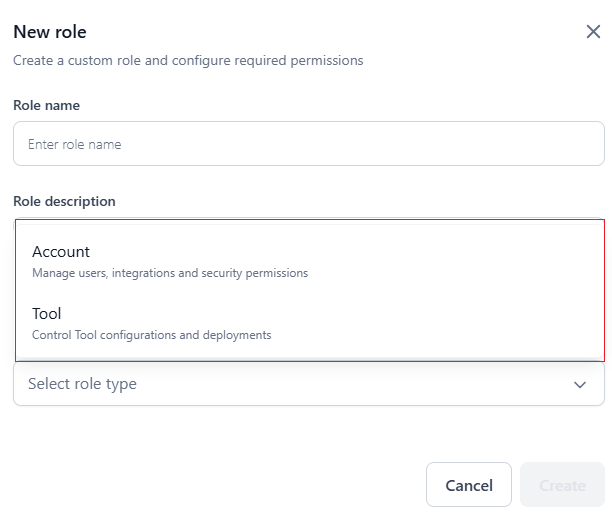 New role
Create a custom role and configure required permissions
Role name
Enter role name
Role description
Account
Manage users, integrations and security permissions
Tool
Control Tool configurations and deployments
Select role type
Cancel
Create